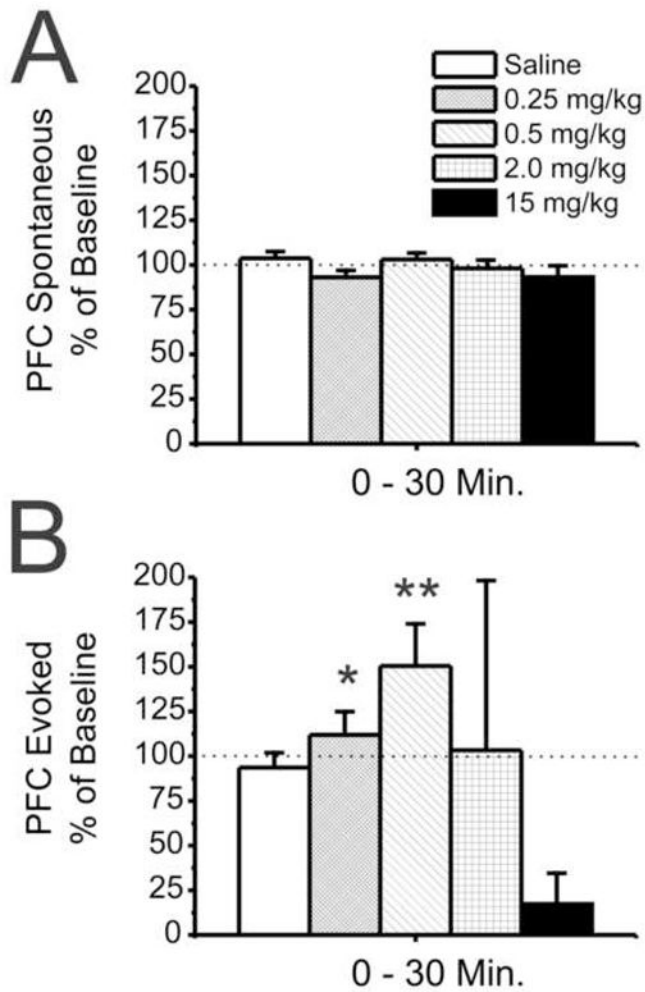 A
PFC Spontaneous
% of Baseline
200
175
150
125
100
75
50
25
0
Saline
0.25 mg/kg
0.5 mg/kg
2.0 mg/kg
15 mg/kg
0 - 30 Min.
B
PFC Evoked
% of Baseline
200
175
150
125
100
75
50
25
0
*
**
0 - 30 Min.